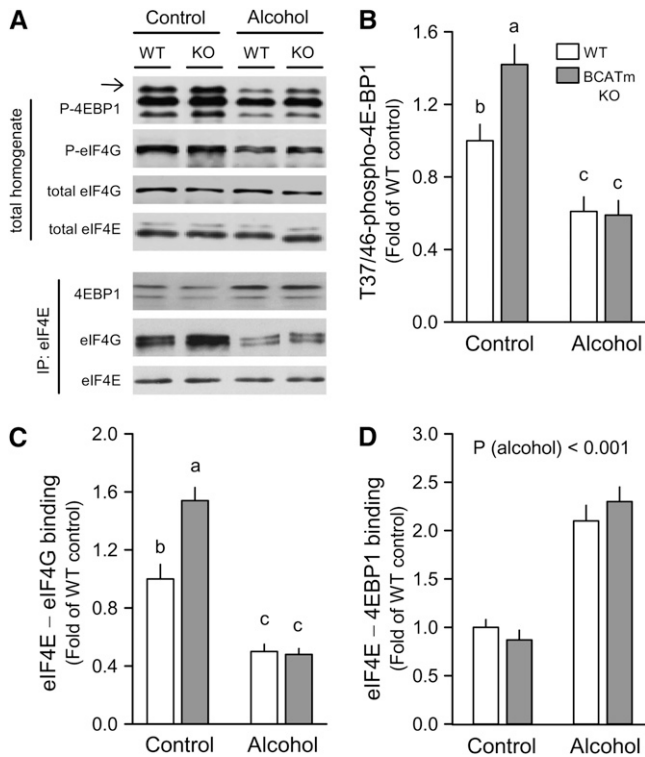 A
Control Alcohol
WT KO WT KO
P-4EBP1
P-eIF4G
total eIF4G
total eIF4E
total homogenate
4EBP1
eIF4G
eIF4E
IP: eIF4E
B
T37/46-phospho-4E-BP1
(Fold of WT control)
1.6
1.2
0.8
0.4
0.0
b
a
c c
WT
BCATm
KO
Control Alcohol
C
eIF4E – eIF4G binding
(Fold of WT control)
2.0
1.6
1.2
0.8
0.4
0.0
b
a
c c
Control Alcohol
D
eIF4E – 4EBP1 binding
(Fold of WT control)
P (alcohol) < 0.001
3.0
2.5
2.0
1.5
1.0
0.5
0.0
Control Alcohol